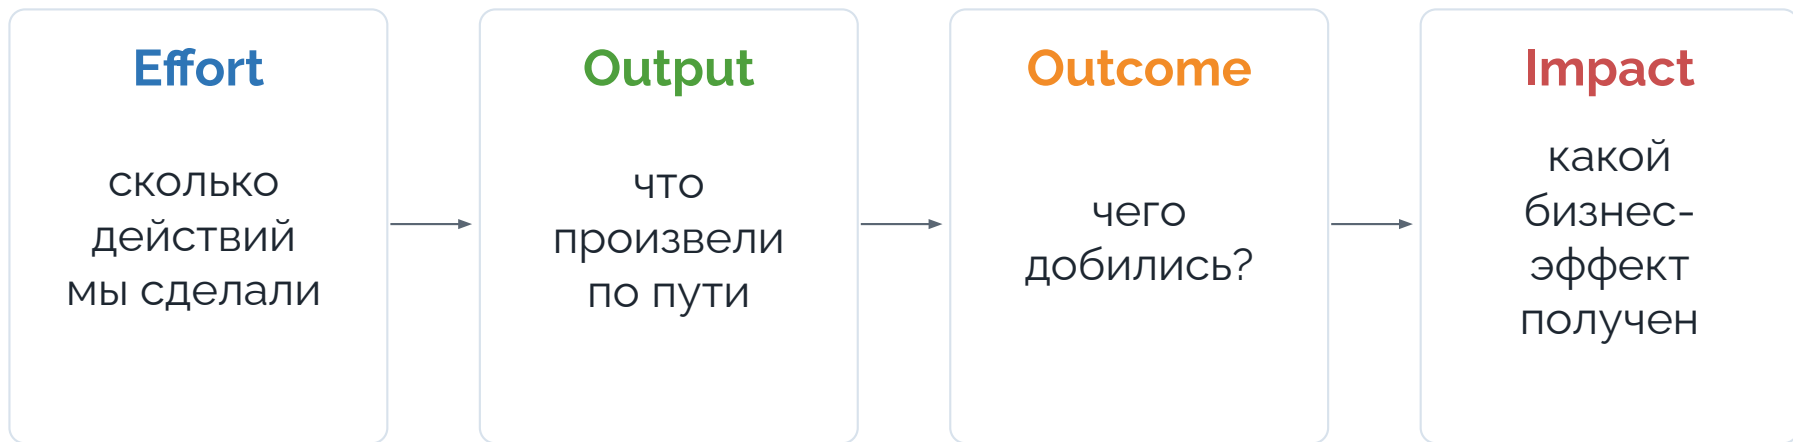 Effort
сколько
действий
мы сделали
Output
что
произвели
по пути
Outcome
чего
добились?
Impact
какой
бизнес-
эффект
получен